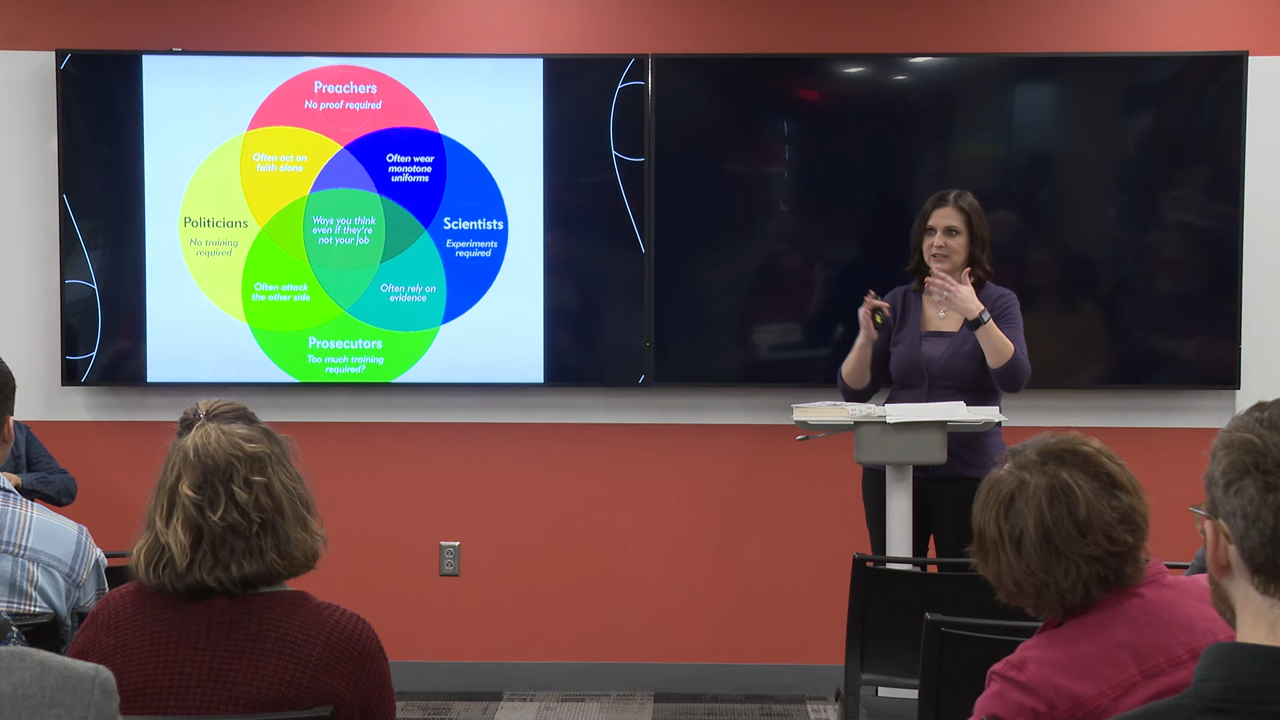 Preachers
No proof required
Often act on
faith alone
Often wear
monotone
uniforms
Politicians
No training
required
Ways you think
even if they're
not your job
Scientists
Experiments
required
Often attack
the other side
Often rely on
evidence
Prosecutors
Too much training
required?